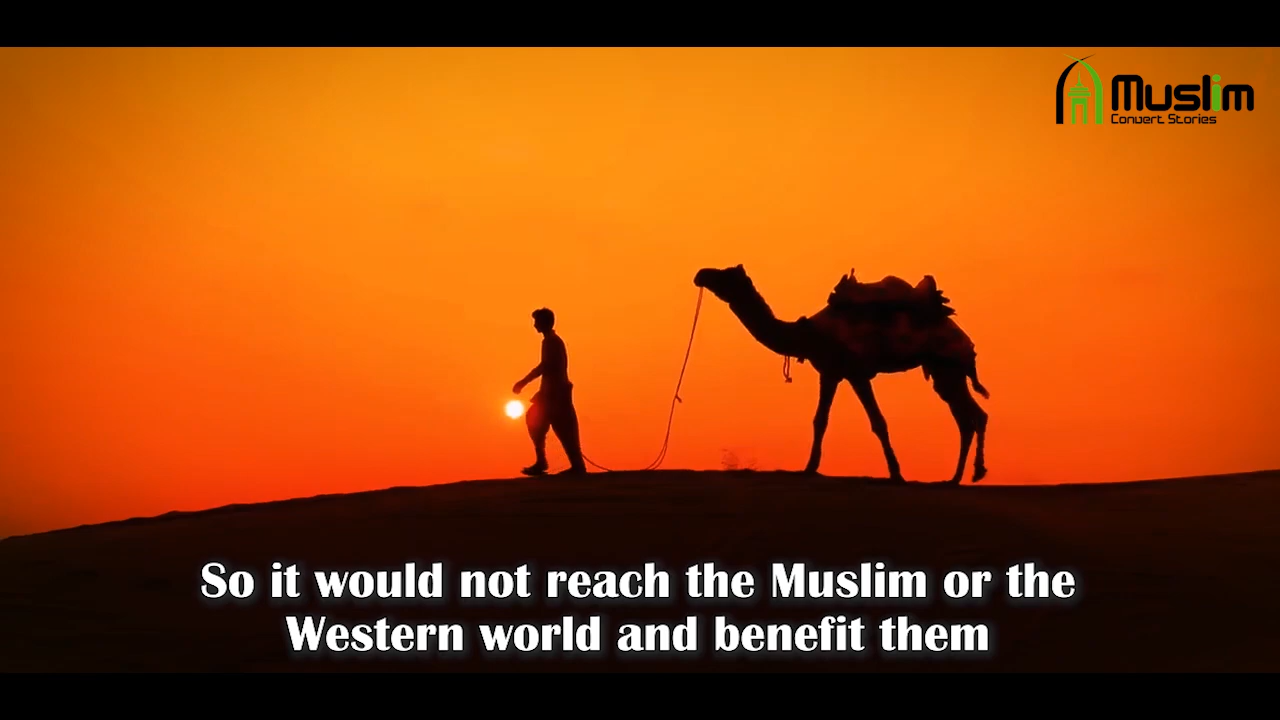 Muslim
Convert Stories
So it would not reach the Muslim or the
Western world and benefit them